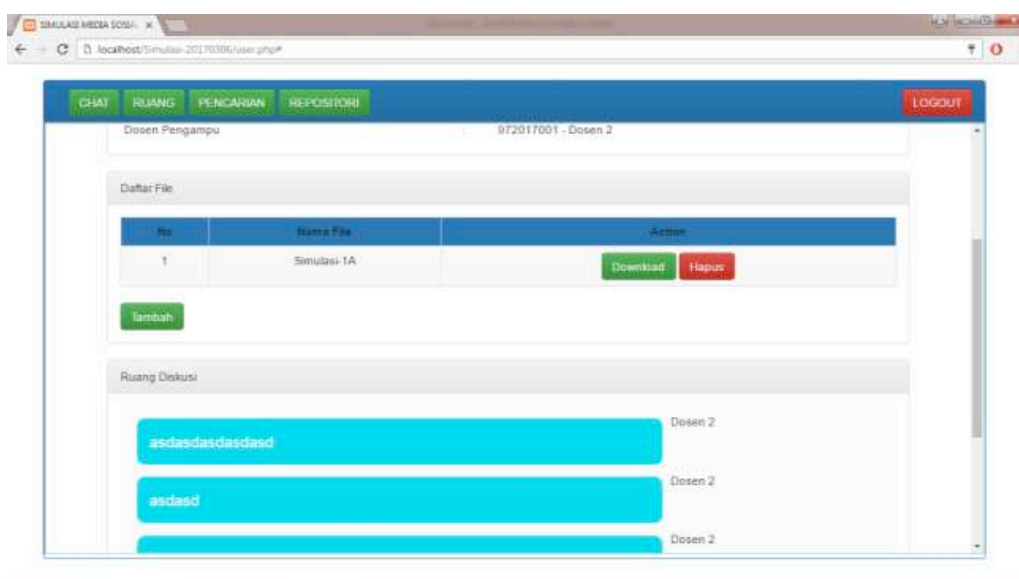 SIMULASI MEDIA SOSIA
localhost/Simulasi-20170306/user.php#
CHAT RUANG PENCARIAN REPOSITORI LOGOUT
Dosen Pengampu : 972017001 - Dosen 2
Daftar File
No Nama File Action
1 Simulasi-1A Download Hapus
Tambah
Ruang Diskusi
asdasdasdasdasd Dosen 2
asdasd Dosen 2
Dosen 2